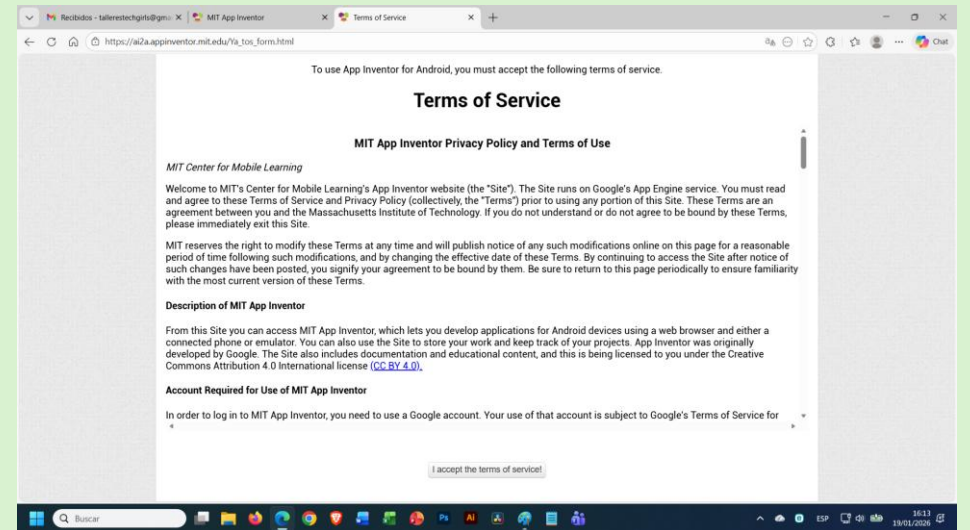 Recibidos - tallerestechgirls@gma
MIT App Inventor
Terms of Service
https://ai2a.appinventor.mit.edu/Ya_tos_form.html
Chat
To use App Inventor for Android, you must accept the following terms of service.
Terms of Service
MIT App Inventor Privacy Policy and Terms of Use
MIT Center for Mobile Learning
Welcome to MIT's Center for Mobile Learning's App Inventor website (the "Site"). The Site runs on Google's App Engine service. You must read
and agree to these Terms of Service and Privacy Policy (collectively, the "Terms") prior to using any portion of this Site. These Terms are an
agreement between you and the Massachusetts Institute of Technology. If you do not understand or do not agree to be bound by these Terms,
please immediately exit this Site.
MIT reserves the right to modify these Terms at any time and will publish notice of any such modifications online on this page for a reasonable
period of time following such modifications, and by changing the effective date of these Terms. By continuing to access the Site after notice of
such changes have been posted, you signify your agreement to be bound by them. Be sure to return to this page periodically to ensure familiarity
with the most current version of these Terms.
Description of MIT App Inventor
From this Site you can access MIT App Inventor, which lets you develop applications for Android devices using a web browser and either a
connected phone or emulator. You can also use the Site to store your work and keep track of your projects. App Inventor was originally
developed by Google. The Site also includes documentation and educational content, and this is being licensed to you under the Creative
Commons Attribution 4.0 International license (CC BY 4.0).
Account Required for Use of MIT App Inventor
In order to log in to MIT App Inventor, you need to use a Google account. Your use of that account is subject to Google's Terms of Service for
I accept the terms of service!
Buscar
Ps
AI
ESP
16:13
19/01/2026